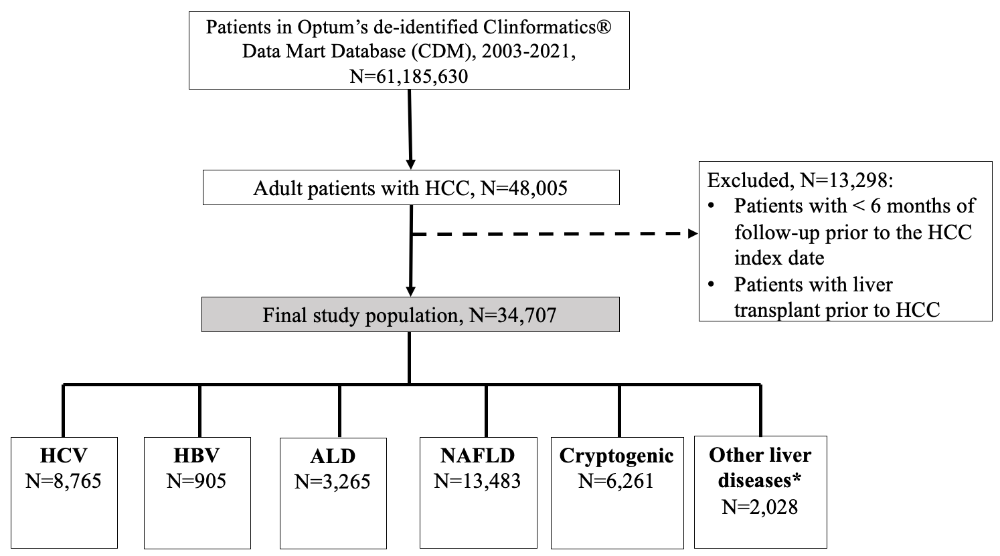 Patients in Optum’s de-identified Clinformatics®
Data Mart Database (CDM), 2003-2021,
N=61,185,630
Adult patients with HCC, N=48,005
Excluded, N=13,298:
• Patients with < 6 months of
follow-up prior to the HCC
index date
• Patients with liver
transplant prior to HCC
Final study population, N=34,707
HCV
N=8,765
HBV
N=905
ALD
N=3,265
NAFLD
N=13,483
Cryptogenic
N=6,261
Other liver
diseases*
N=2,028